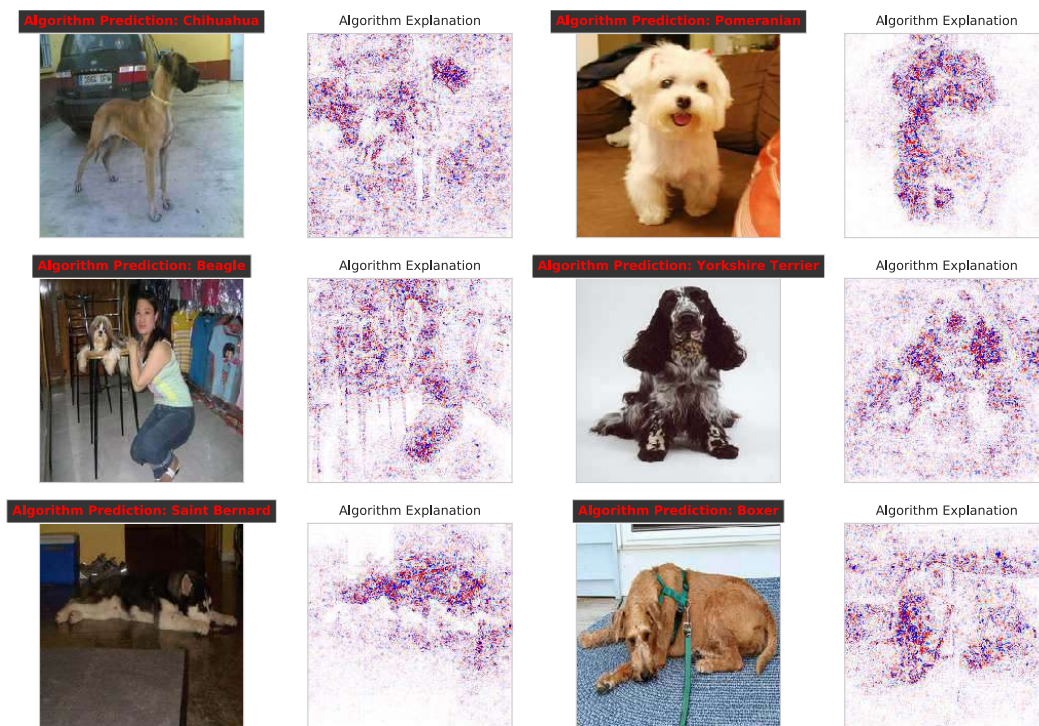 Algorithm Prediction: Chihuahua
Algorithm Explanation
Algorithm Prediction: Pomeranian
Algorithm Explanation
Algorithm Prediction: Beagle
Algorithm Explanation
Algorithm Prediction: Yorkshire Terrier
Algorithm Explanation
Algorithm Prediction: Saint Bernard
Algorithm Explanation
Algorithm Prediction: Boxer
Algorithm Explanation